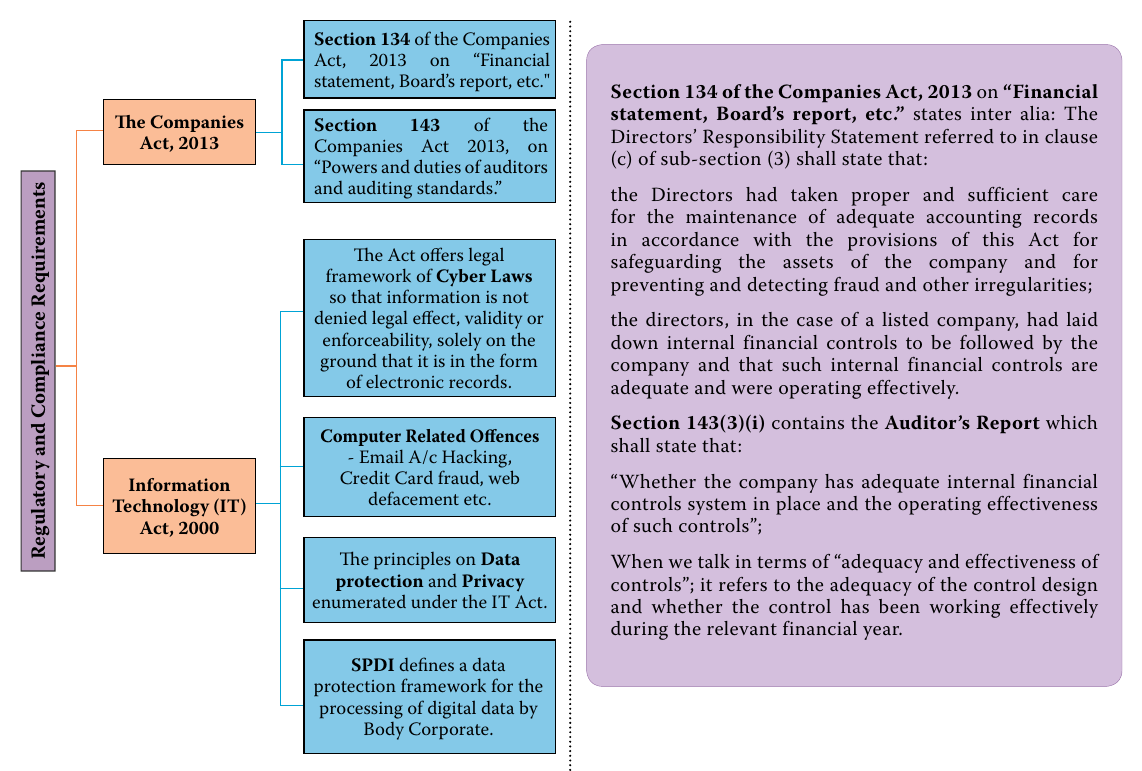 Regulatory and Compliance Requirements
The Companies
Act, 2013
Section 134 of the Companies
Act, 2013 on “Financial
statement, Board’s report, etc."
Section 143 of the
Companies Act 2013, on
“Powers and duties of auditors
and auditing standards.”
Information
Technology (IT)
Act, 2000
The Act offers legal
framework of Cyber Laws
so that information is not
denied legal effect, validity or
enforceability, solely on the
ground that it is in the form
of electronic records.
Computer Related Offences
- Email A/c Hacking,
Credit Card fraud, web
defacement etc.
The principles on Data
protection and Privacy
enumerated under the IT Act.
SPDI defines a data
protection framework for the
processing of digital data by
Body Corporate.
Section 134 of the Companies Act, 2013 on “Financial
statement, Board’s report, etc.” states inter alia: The
Directors’ Responsibility Statement referred to in clause
(c) of sub-section (3) shall state that:
the Directors had taken proper and sufficient care
for the maintenance of adequate accounting records
in accordance with the provisions of this Act for
safeguarding the assets of the company and for
preventing and detecting fraud and other irregularities;
the directors, in the case of a listed company, had laid
down internal financial controls to be followed by the
company and that such internal financial controls are
adequate and were operating effectively.
Section 143(3)(i) contains the Auditor’s Report which
shall state that:
“Whether the company has adequate internal financial
controls system in place and the operating effectiveness
of such controls”;
When we talk in terms of “adequacy and effectiveness of
controls”; it refers to the adequacy of the control design
and whether the control has been working effectively
during the relevant financial year.